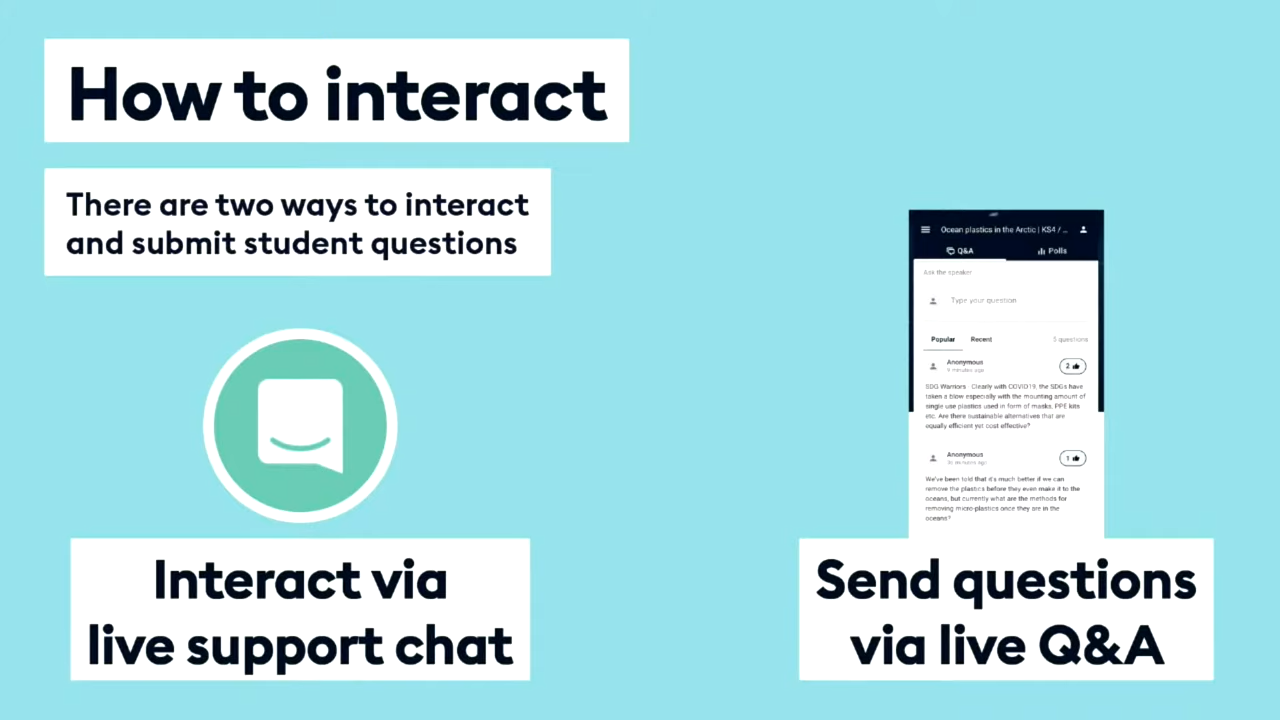 How to interact
There are two ways to interact
and submit student questions
Interact via
live support chat
Ocean plastics in the Arctic | KS4 / ...
Q&A
Polls
Ask the speaker
Type your question
Popular
Recent
5 questions
Anonymous
9 minutes ago
2
SDG Warriors - Clearly with COVID19, the SDGs have
taken a blow especially with the mounting amount of
single use plastics used in form of masks, PPE kits
etc. Are there sustainable alternatives that are
equally efficient yet cost effective?
Anonymous
minutes ago
1
We've been told that it's much better if we can
remove the plastics before they even make it to the
oceans, but currently what are the methods for
removing micro-plastics once they are in the
oceans?
Send questions
via live Q&A